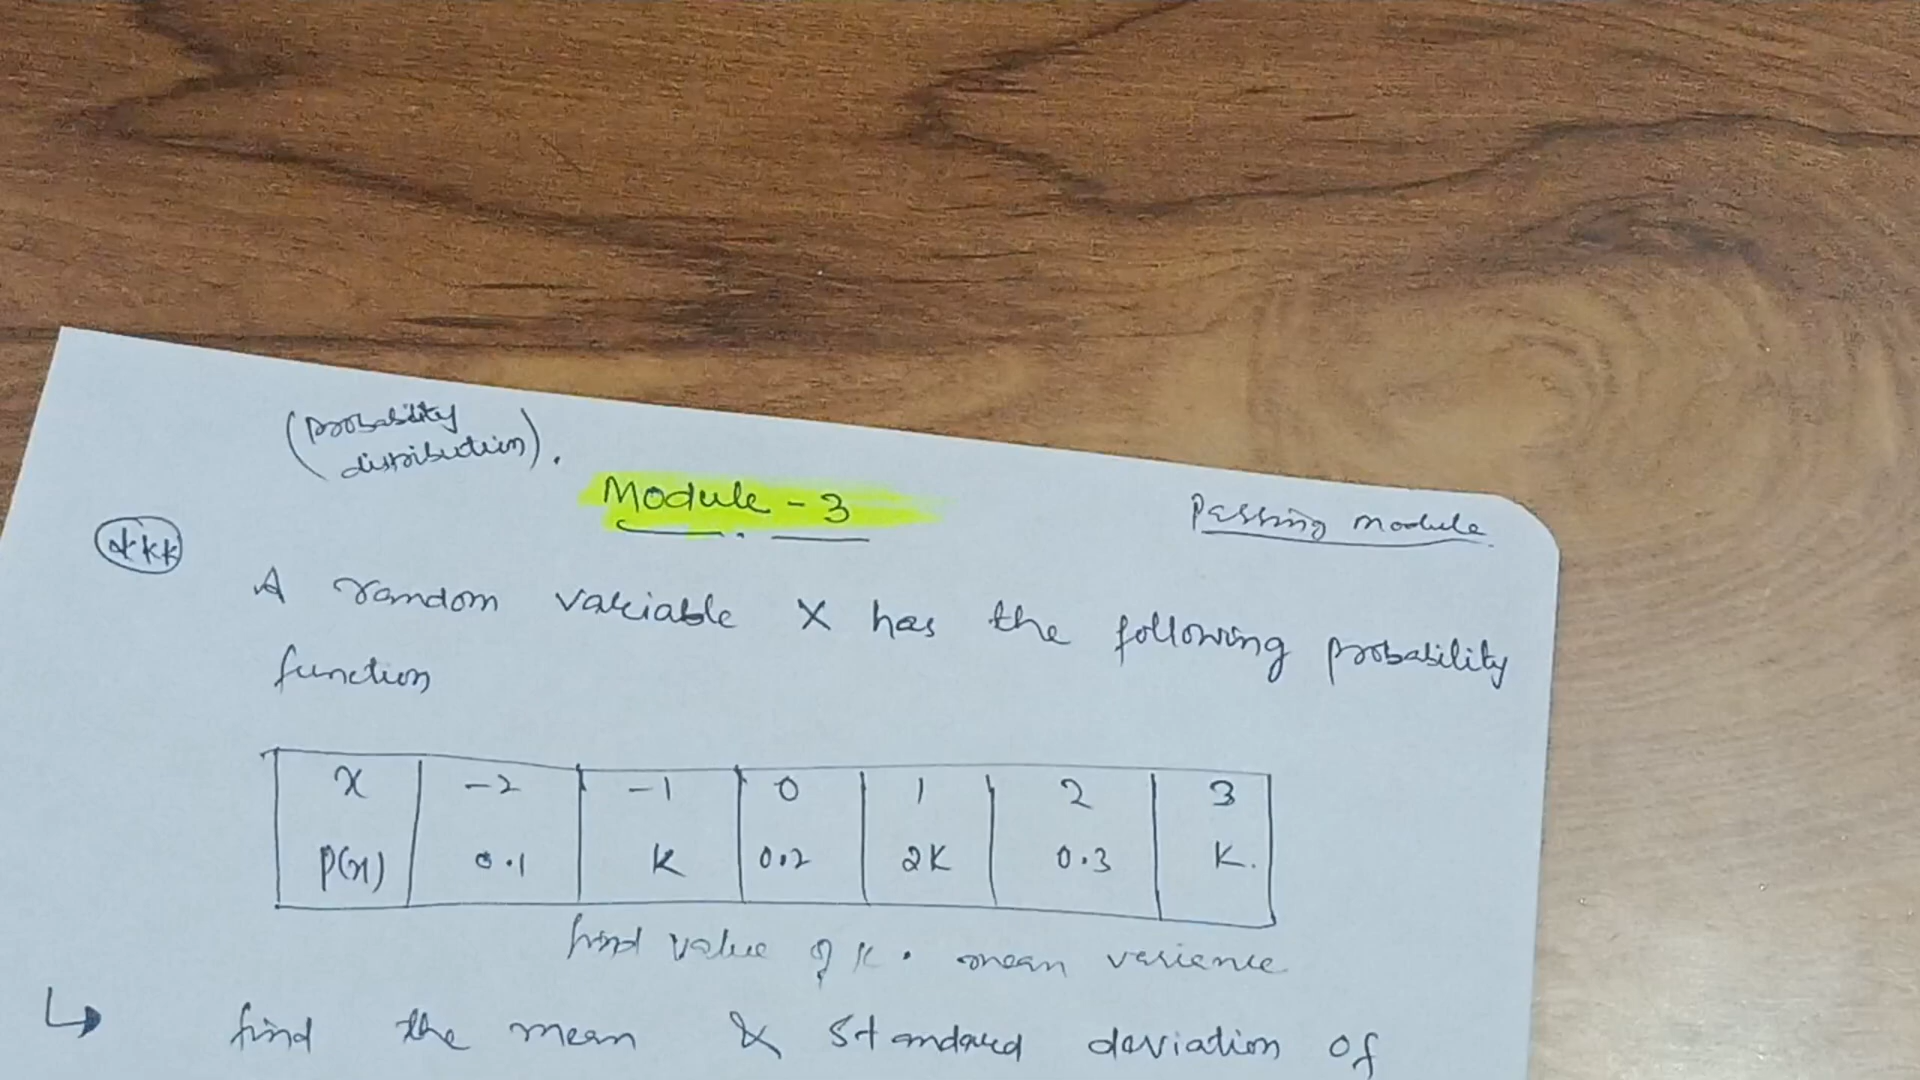 (probability
distribution).
Module - 3
Passing module
***
A random variable X has the following probability
function
x -2 -1 0 1 2 3
P(x) 0.1 K 0.2 2K 0.3 K.
find value of K. mean varience
↳ find the mean & standard deviation of